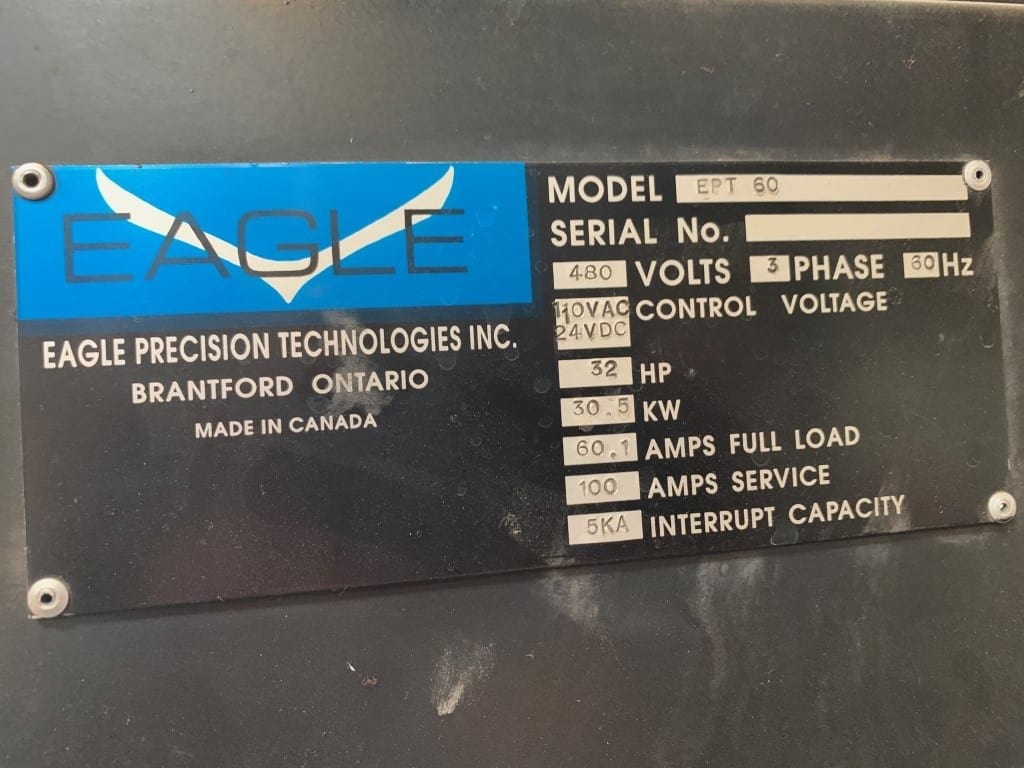 EAGLE
EAGLE PRECISION TECHNOLOGIES INC.
BRANTFORD ONTARIO
MADE IN CANADA
MODEL EPT 60
SERIAL No.
480 VOLTS 3 PHASE 60 Hz
110VAC CONTROL VOLTAGE
24VDC
32 HP
30.5 KW
60.1 AMPS FULL LOAD
100 AMPS SERVICE
5KA INTERRUPT CAPACITY